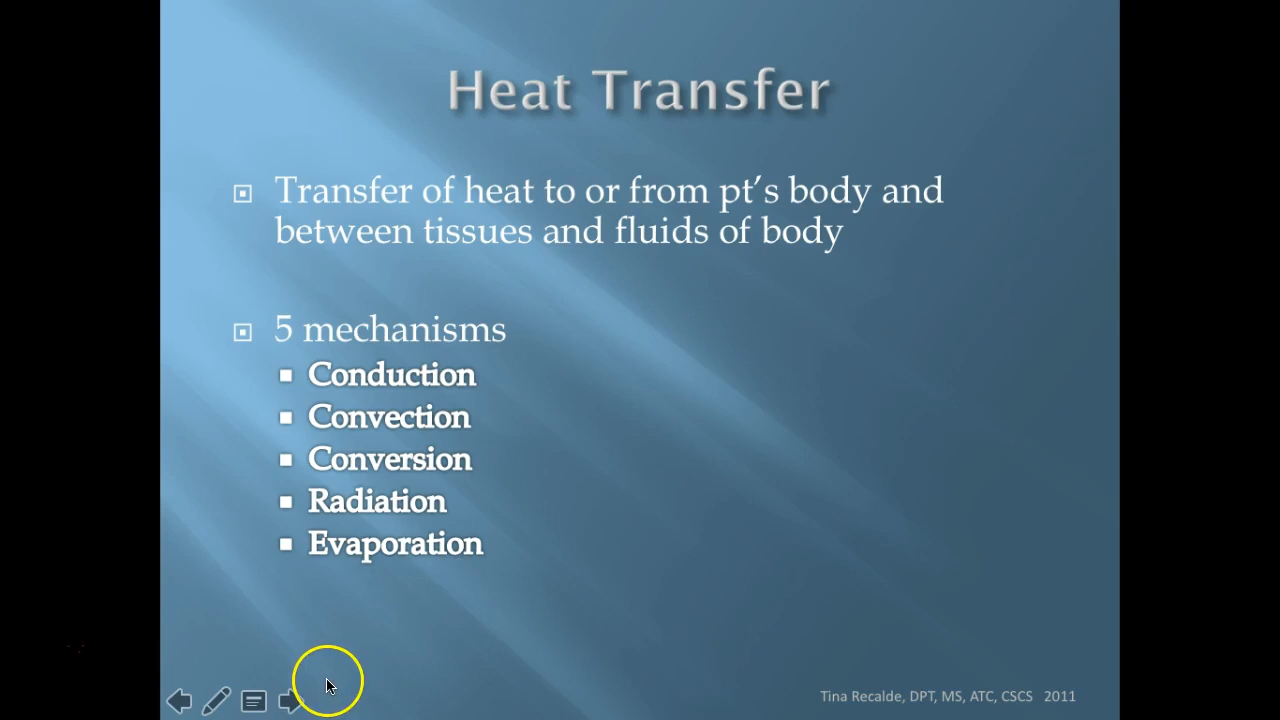 Heat Transfer
Transfer of heat to or from pt’s body and
between tissues and fluids of body
5 mechanisms
Conduction
Convection
Conversion
Radiation
Evaporation
Tina Recalde, DPT, MS, ATC, CSCS 2011